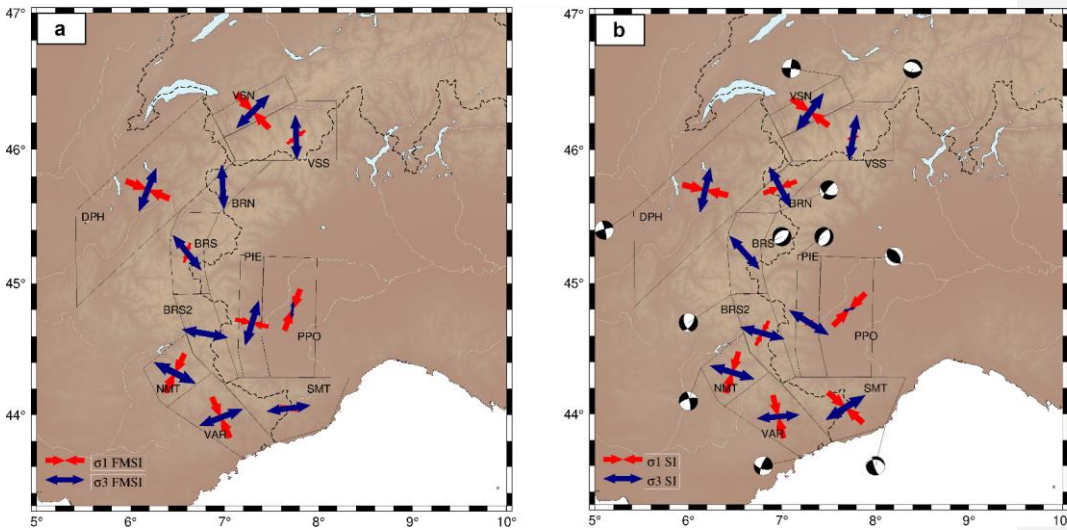 a
47°
VSN
46°
VSS
BRN
DPH
BRS
PIE
45°
BRS2
PPO
NMT
SMT
44°
VAR
σ1 FMSI
σ3 FMSI
5°
6°
7°
8°
9°
10°
b
47°
VSN
46°
VSS
BRN
DPH
BRS
PIE
45°
BRS2
PPO
NMT
SMT
44°
VAR
σ1 SI
σ3 SI
5°
6°
7°
8°
9°
10°